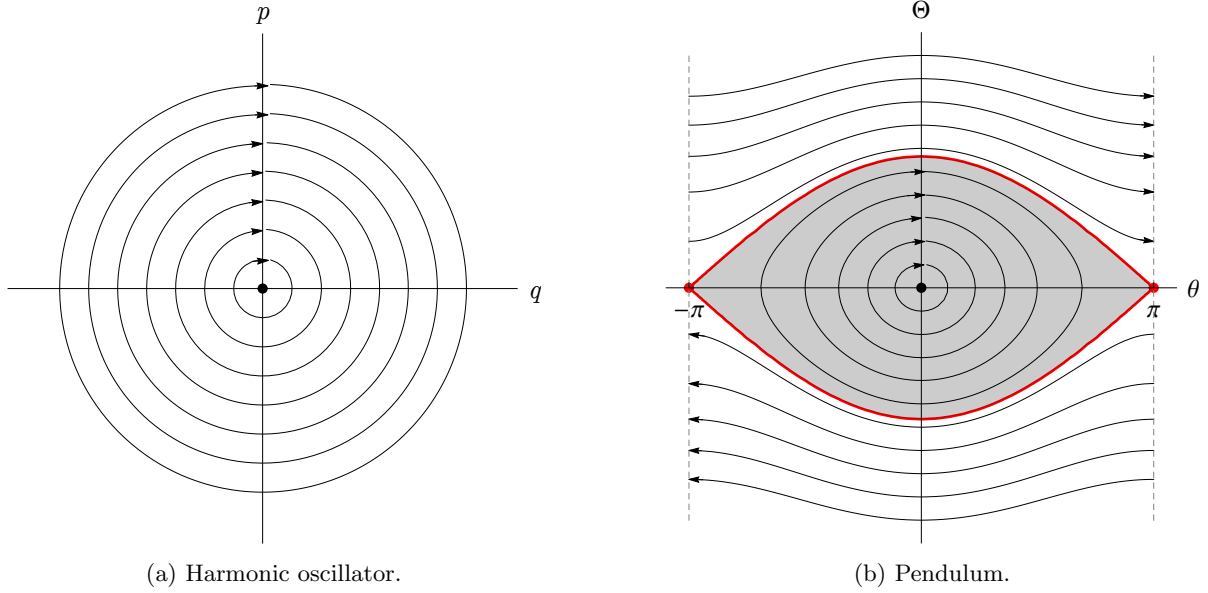 p
q
(a) Harmonic oscillator.
Θ
θ
−π
π
(b) Pendulum.